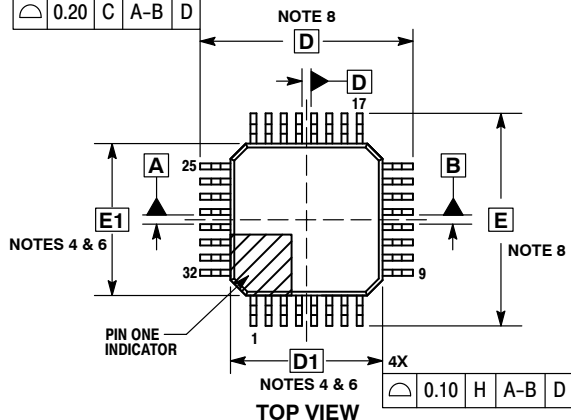 ⌓ 0.20 C A-B D
NOTE 8
D
D
17
25
A
B
E1
E
NOTES 4 & 6
NOTE 8
32
9
PIN ONE
INDICATOR
1
D1
4X
NOTES 4 & 6
⌓ 0.10 H A-B D
TOP VIEW